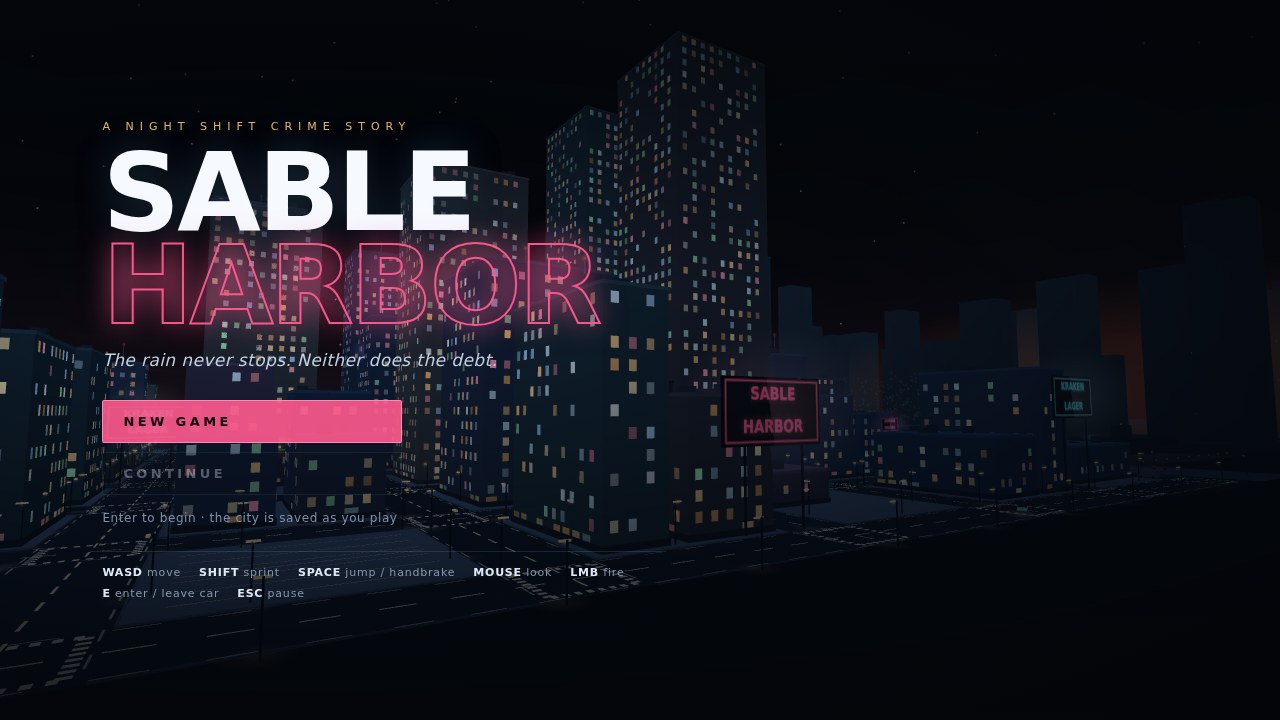 A NIGHT SHIFT CRIME STORY
SABLE
HARBOR
The rain never stops. Neither does the debt.
NEW GAME
CONTINUE
Enter to begin · the city is saved as you play
WASD move SHIFT sprint SPACE jump / handbrake MOUSE look LMB fire
E enter / leave car ESC pause
SABLE
HARBOR
KRAKEN
LAGER